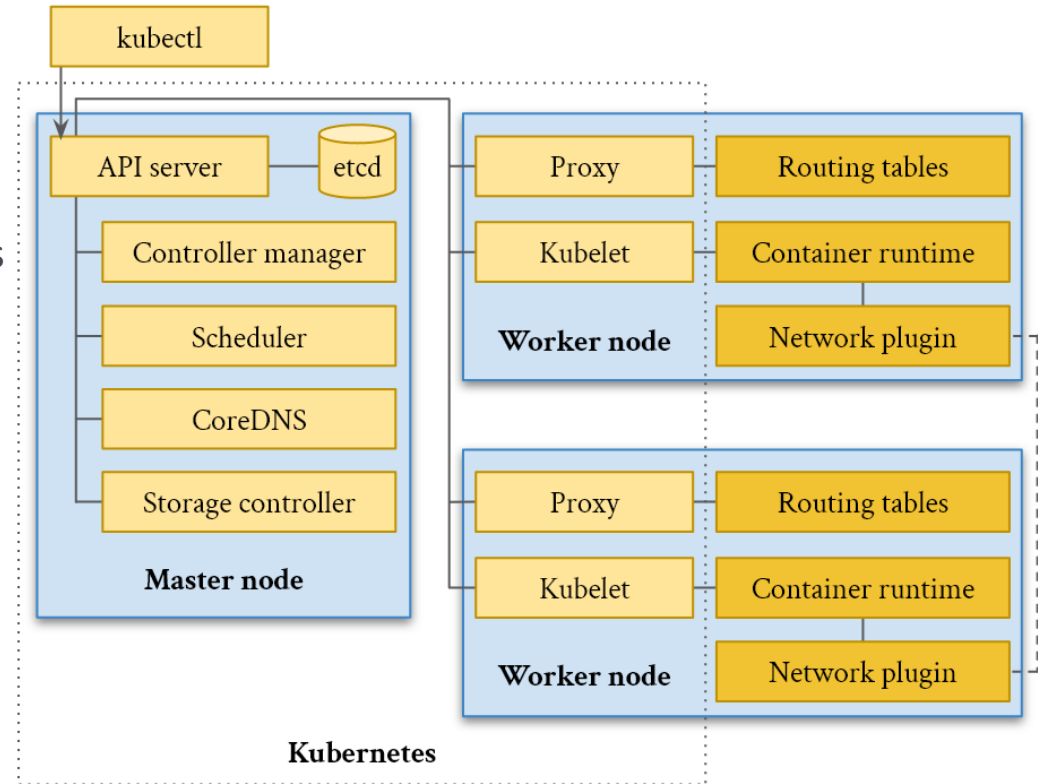 kubectl
API server
etcd
Controller manager
Scheduler
CoreDNS
Storage controller
Master node
Proxy
Routing tables
Kubelet
Container runtime
Worker node
Network plugin
Proxy
Routing tables
Kubelet
Container runtime
Worker node
Network plugin
Kubernetes
s